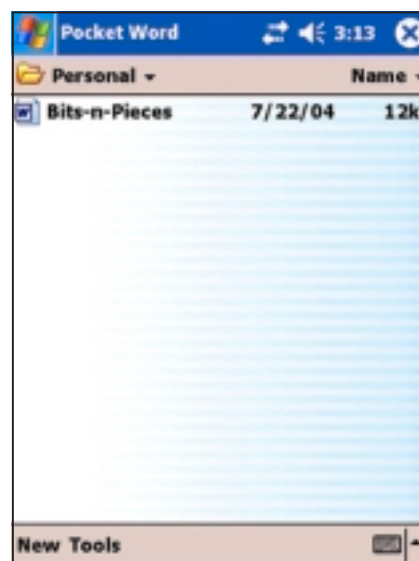 Pocket Word 3:13
Personal Name
Bits-n-Pieces 7/22/04 12k
New Tools